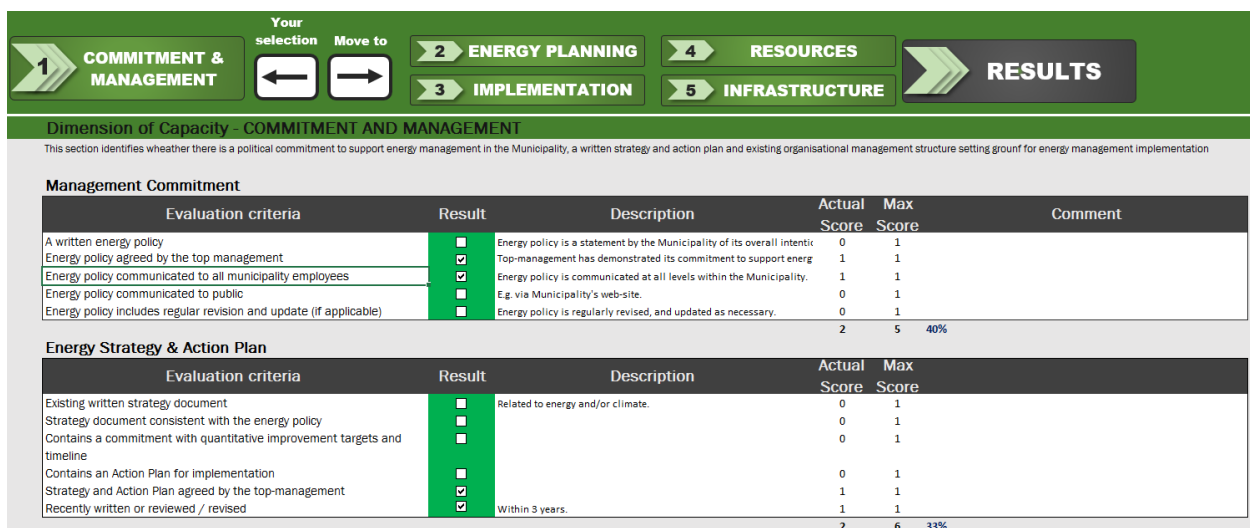 Your
selection Move to
1 COMMITMENT &
MANAGEMENT
2 ENERGY PLANNING
4 RESOURCES
3 IMPLEMENTATION
5 INFRASTRUCTURE
RESULTS
Dimension of Capacity - COMMITMENT AND MANAGEMENT
This section identifies wheather there is a political commitment to support energy management in the Municipality, a written strategy and action plan and existing organisational management structure setting grounf for energy management implementation
Management Commitment
Evaluation criteria Result Description Actual Score Max Score Comment
A written energy policy Energy policy is a statement by the Municipality of its overall intentic 0 1
Energy policy agreed by the top management Top-management has demonstrated its commitment to support energ 1 1
Energy policy communicated to all municipality employees Energy policy is communicated at all levels within the Municipality. 1 1
Energy policy communicated to public E.g. via Municipality's web-site. 0 1
Energy policy includes regular revision and update (if applicable) Energy policy is regularly revised, and updated as necessary. 0 1
2 5 40%
Energy Strategy & Action Plan
Evaluation criteria Result Description Actual Score Max Score
Existing written strategy document Related to energy and/or climate. 0 1
Strategy document consistent with the energy policy 0 1
Contains a commitment with quantitative improvement targets and 0 1
timeline
Contains an Action Plan for implementation 0 1
Strategy and Action Plan agreed by the top-management 1 1
Recently written or reviewed / revised Within 3 years. 1 1
2 6 33%